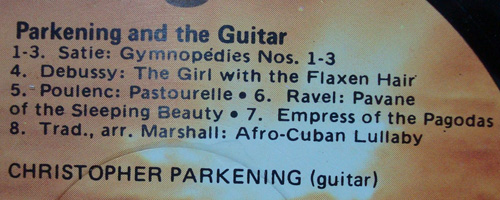 Parkening and the Guitar
1-3. Satie: Gymnopédies Nos. 1-3
4. Debussy: The Girl with the Flaxen Hair
5. Poulenc: Pastourelle • 6. Ravel: Pavane
of the Sleeping Beauty • 7. Empress of the Pagodas
8. Trad., arr. Marshall: Afro-Cuban Lullaby
CHRISTOPHER PARKENING (guitar)